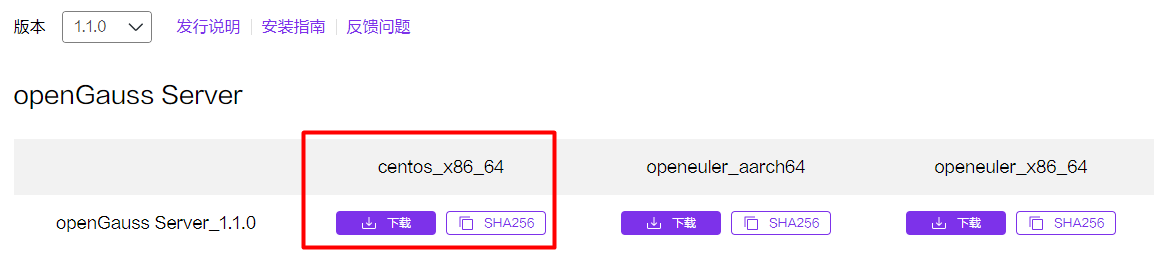 版本 1.1.0 发行说明 安装指南 反馈问题
openGauss Server
centos_x86_64 openeuler_aarch64 openeuler_x86_64
openGauss Server_1.1.0 下载 SHA256 下载 SHA256 下载 SHA256